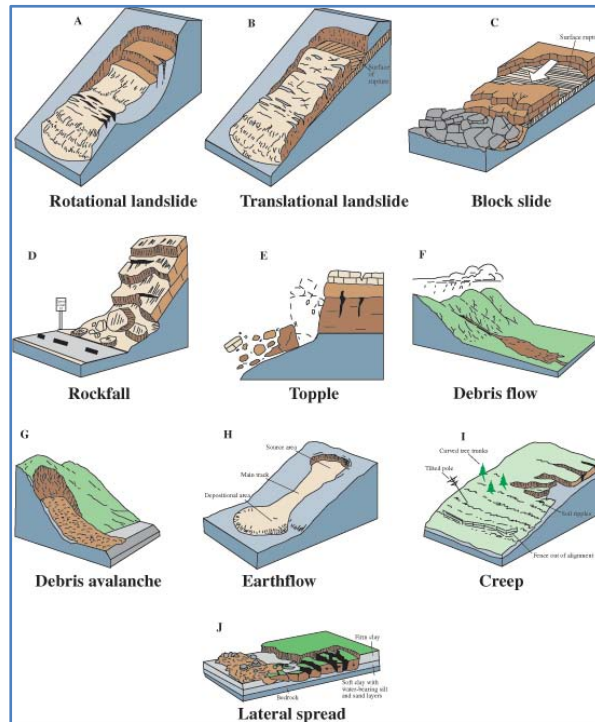 A
B
C
Surface rupture
Surface
of
rupture
Rotational landslide
Translational landslide
Block slide
D
E
F
Rockfall
Topple
Debris flow
G
H
I
Source area
Main track
Depositional area
Curved tree trunks
Tilted pole
Soil ripples
Fence out of alignment
Debris avalanche
Earthflow
Creep
J
Firm clay
Soft clay with
water-bearing silt
and sand layers
Bedrock
Lateral spread